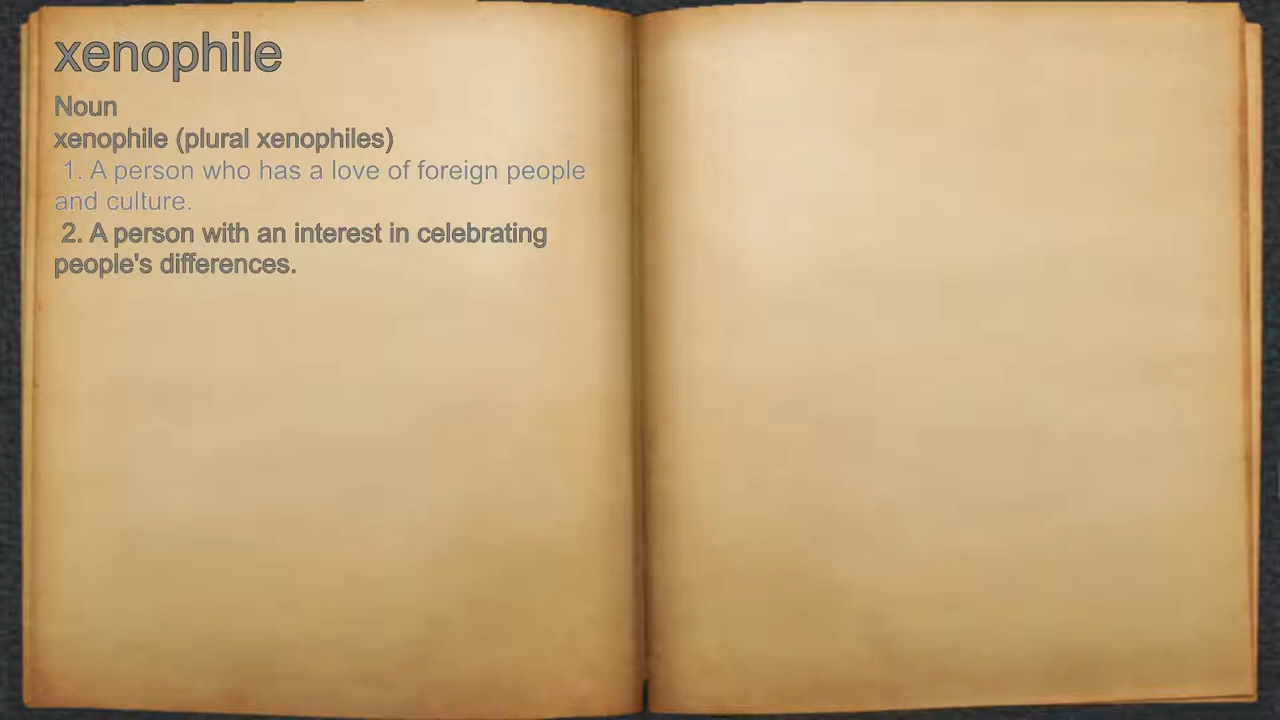 xenophile
Noun
xenophile (plural xenophiles)
1. A person who has a love of foreign people
and culture.
2. A person with an interest in celebrating
people's differences.